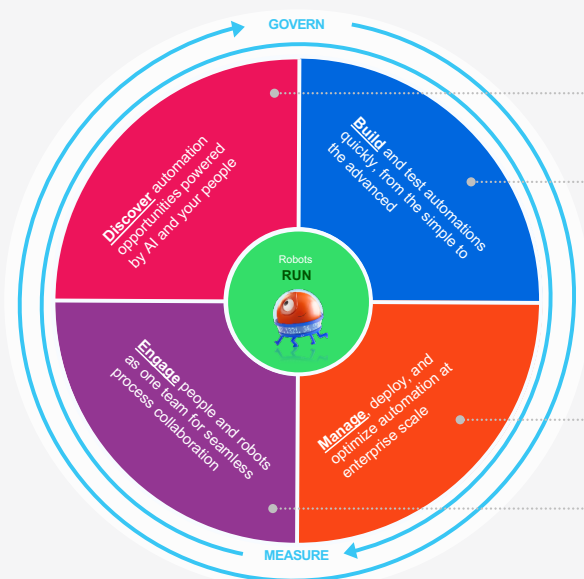 GOVERN
Discover automation
opportunities powered
by AI and your people
Build and test automations
quickly, from the simple to
the advanced
Robots
RUN
Engage people and robots
as one team for seamless
process collaboration
Manage, deploy, and
optimize automation at
enterprise scale
MEASURE